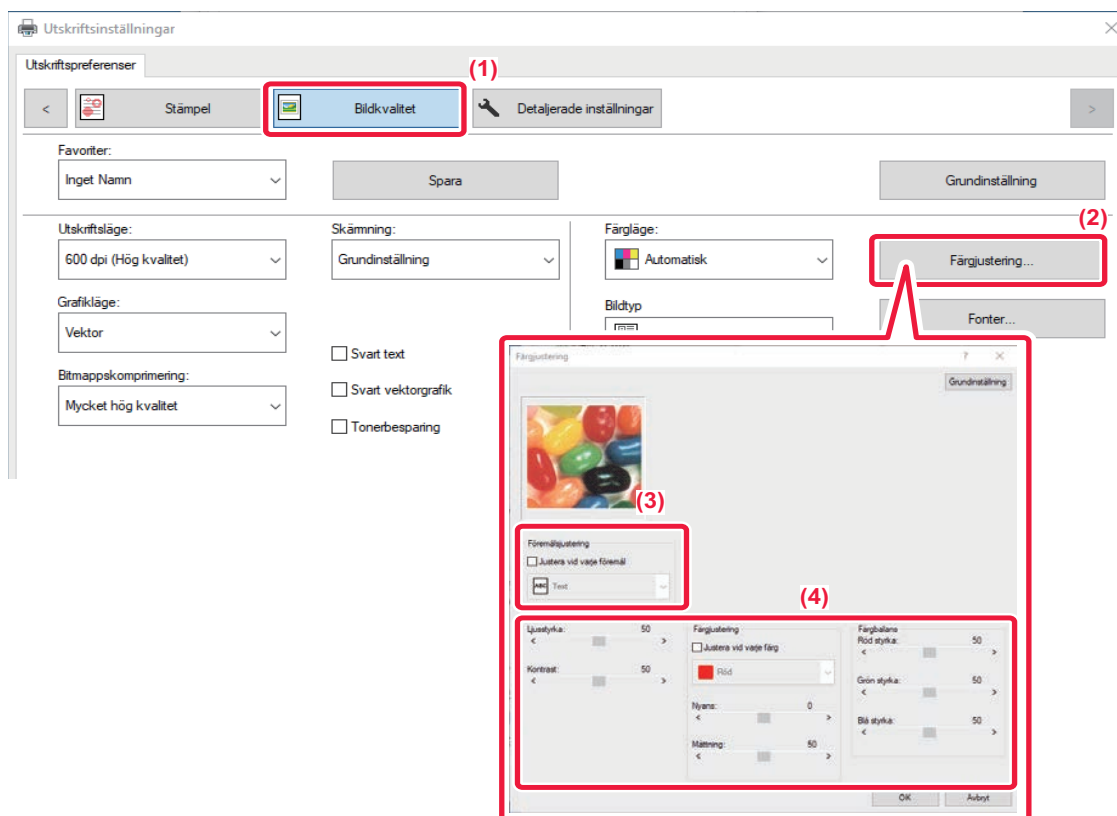 Utskriftsinställningar
Utskriftspreferenser
(1)
<
Stämpel
Bildkvalitet
Detaljerade inställningar
>
Favoriter:
Inget Namn
Spara
Grundinställning
(2)
Utskriftsläge:
Skärmning:
Färgläge:
600 dpi (Hög kvalitet)
Grundinställning
Automatisk
Färgjustering...
Grafikläge:
Bildtyp
Vektor
Fonter...
Svart text
Bitmappskomprimering:
Svart vektorgrafik
Mycket hög kvalitet
Tonerbesparing
Färgjustering
?
Grundinställning
(3)
Föremålsjustering
Justera vid varje föremål
ABC Text
(4)
Ljusstyrka: 50
< >
Kontrast: 50
< >
Färgjustering
Justera vid varje färg
Röd
Nyans: 0
< >
Mättning: 50
< >
Färgbalans
Röd styrka: 50
< >
Grön styrka: 50
< >
Blå styrka: 50
< >
OK
Avbryt